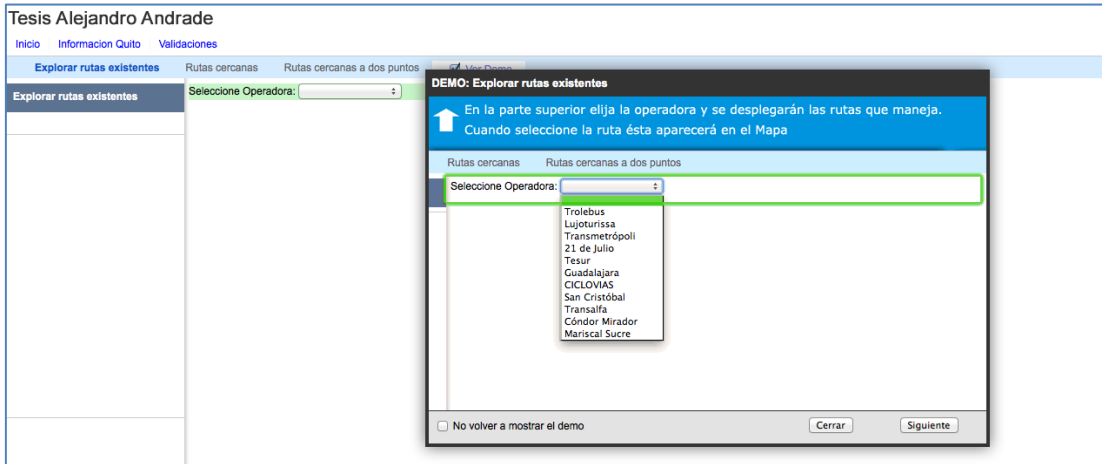 Tesis Alejandro Andrade
Inicio Informacion Quito Validaciones
Explorar rutas existentes Rutas cercanas Rutas cercanas a dos puntos Ver Demo
Explorar rutas existentes
Seleccione Operadora:
DEMO: Explorar rutas existentes
En la parte superior elija la operadora y se desplegarán las rutas que maneja.
Cuando seleccione la ruta ésta aparecerá en el Mapa
Rutas cercanas Rutas cercanas a dos puntos
Seleccione Operadora:
Trolebus
Lujoturissa
Transmetrópoli
21 de Julio
Tesur
Guadalajara
CICLOVIAS
San Cristóbal
Transalfa
Cóndor Mirador
Mariscal Sucre
No volver a mostrar el demo Cerrar Siguiente